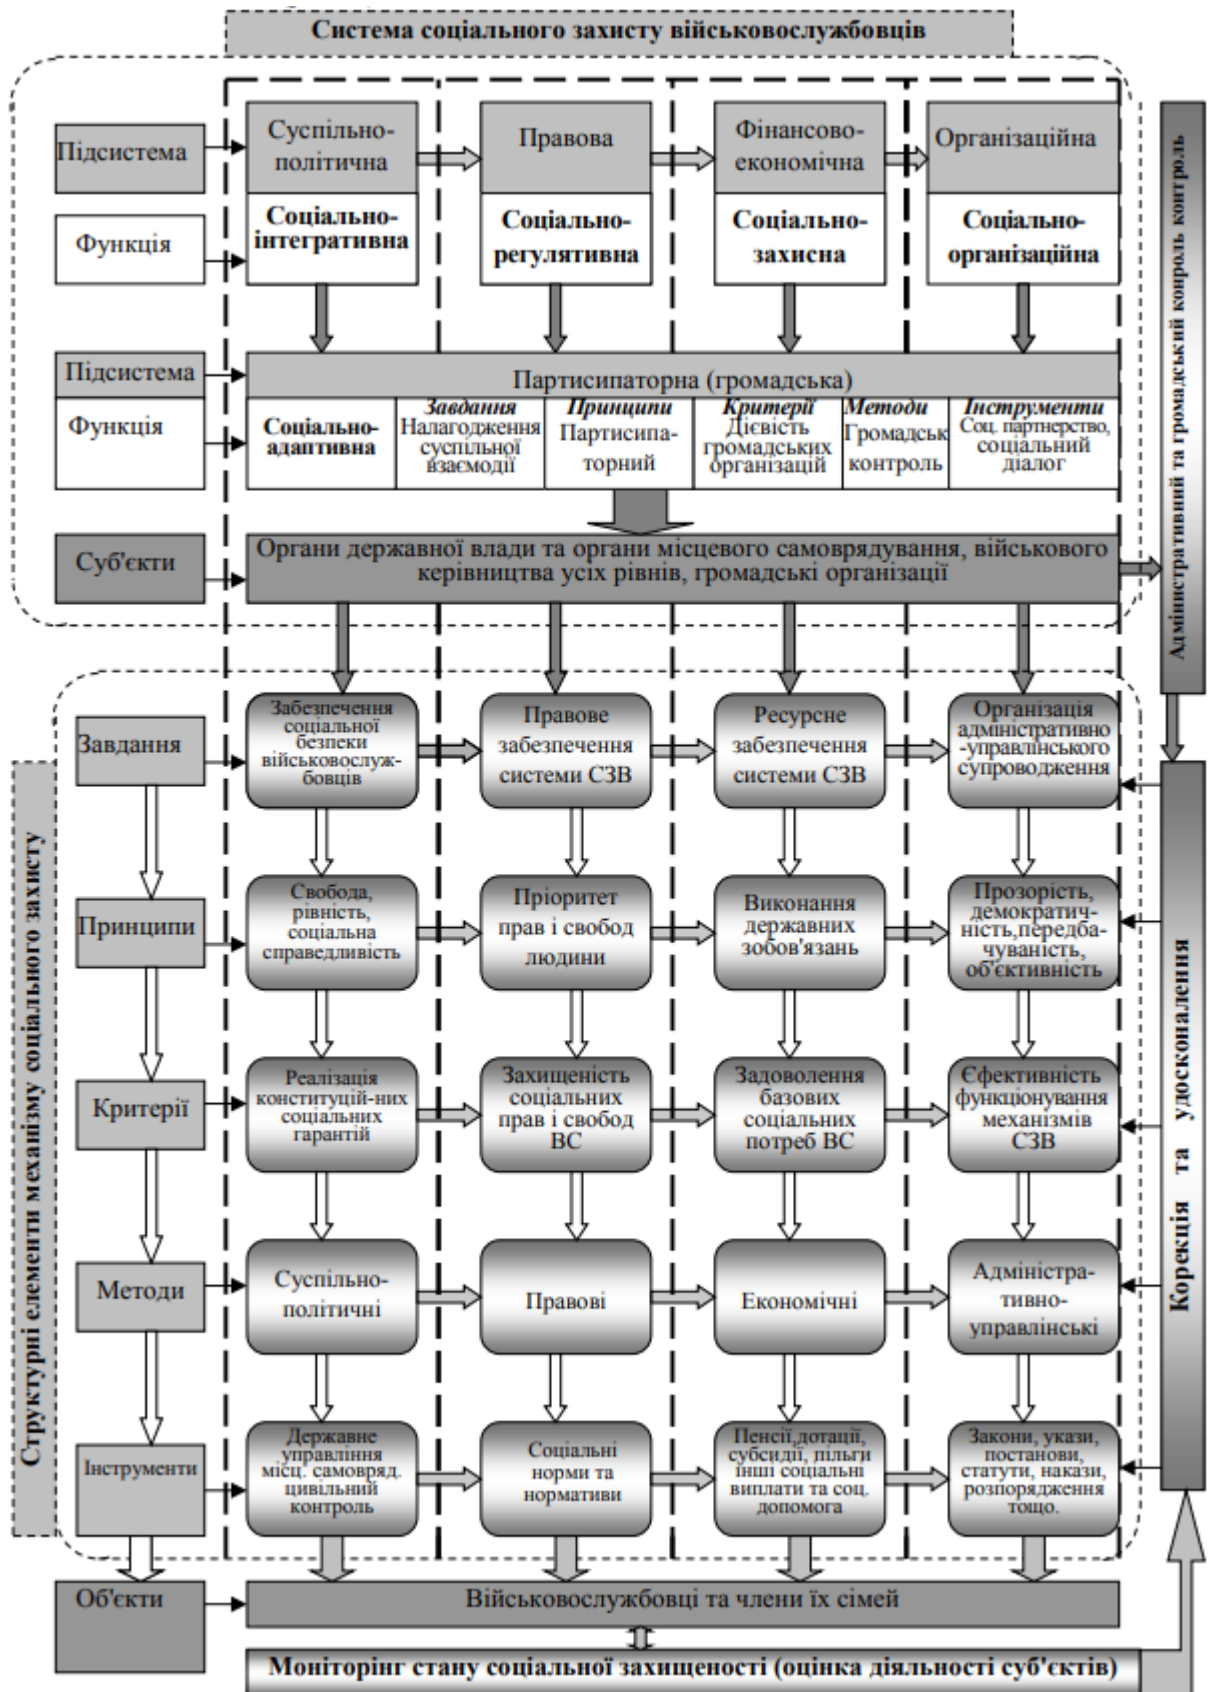 Система соціального захисту військовослужбовців
Підсистема
Суспільно-
політична
Правова
Фінансово-
економічна
Організаційна
Функція
Соціально-
інтегративна
Соціально-
регулятивна
Соціально-
захисна
Соціально-
організаційна
Підсистема
Партисипаторна (громадська)
Функція
Соціально-
адаптивна
Завдання
Налагодження
суспільної
взаємодії
Принципи
Партисипа-
торний
Критерії
Дієвість
громадських
організацій
Методи
Громадськ
контроль
Інструменти
Соц. партнерство,
соціальний
діалог
Суб'єкти
Органи державної влади та органи місцевого самоврядування, військового
керівництва усіх рівнів, громадські організації
Адміністративний та громадський конроль контроль
Структурні елементи механізму соціального захисту
Завдання
Забезпечення
соціальної
безпеки
військовослуж-
бовців
Правове
забезпечення
системи СЗВ
Ресурсне
забезпечення
системи СЗВ
Організація
адміністративно
-управлінського
супроводження
Принципи
Свобода,
рівність,
соціальна
справедливість
Пріоритет
прав і свобод
людини
Виконання
державних
зобов'язань
Прозорість,
демократич-
ність,передба-
чуваність,
об'єктивність
Критерії
Реалізація
конституцій-них
соціальних
гарантій
Захищеність
соціальних
прав і свобод
ВС
Задоволення
базових
соціальних
потреб ВС
Єфективність
функціонування
механізмів
СЗВ
Методи
Суспільно-
політичні
Правові
Економічні
Адміністра-
тивно-
управлінські
Інструменти
Державне
управління
місц. самовряд.
цивільний
контроль
Соціальні
норми та
нормативи
Пенсії,дотації,
субсидії, пільги
інші соціальні
виплати та соц.
допомога
Закони, укази,
постанови,
статути, накази,
розпорядження
тощо.
Корекція та удосконалення
Об'єкти
Військовослужбовці та члени їх сімей
Моніторінг стану соціальної захищеності (оцінка діяльності суб'єктів)